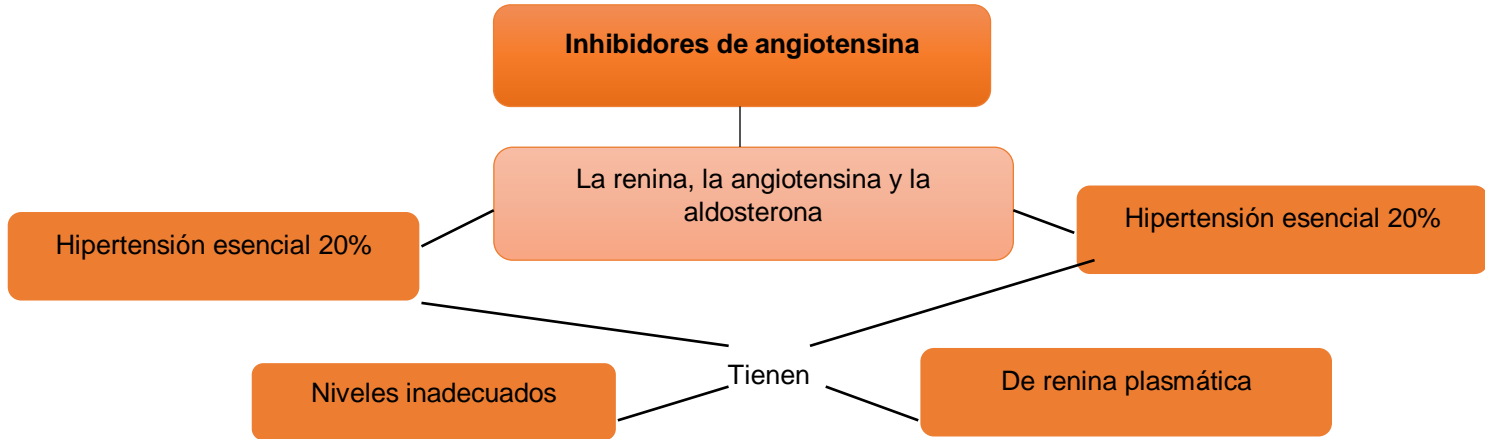 Inhibidores de angiotensina
La renina, la angiotensina y la
aldosterona
Hipertensión esencial 20%
Hipertensión esencial 20%
Tienen
Niveles inadecuados
De renina plasmática